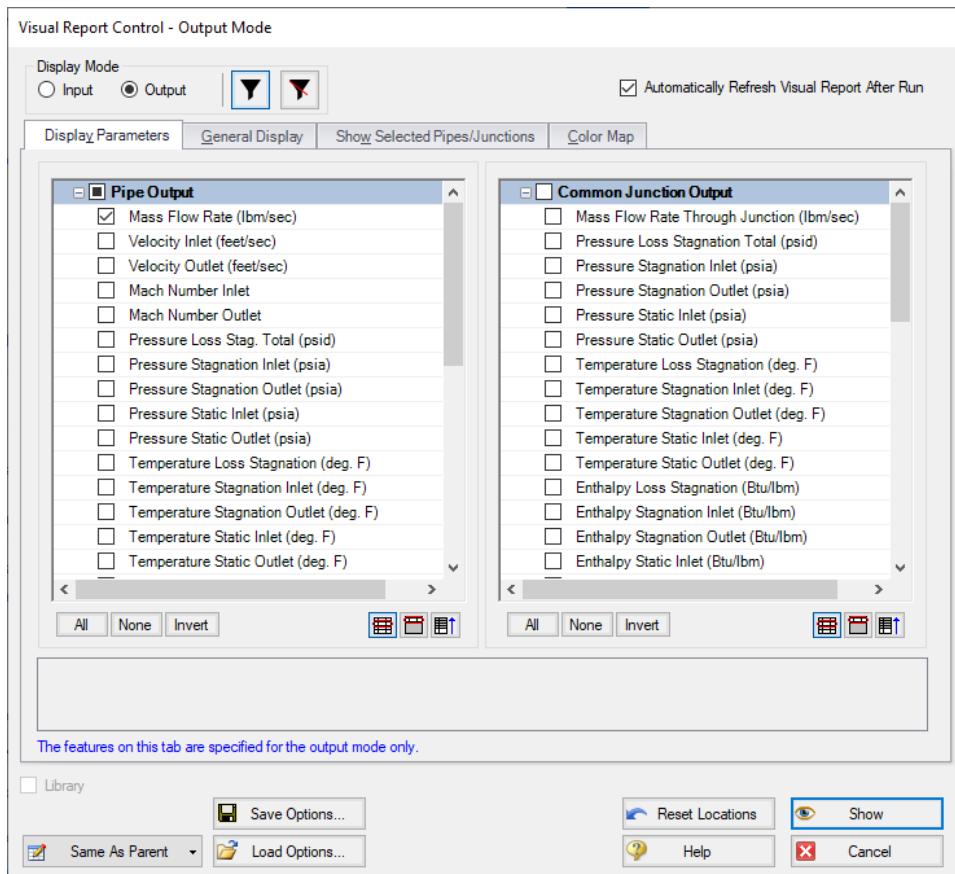 Visual Report Control - Output Mode
Display Mode
Input
Output
Automatically Refresh Visual Report After Run
Display Parameters
General Display
Show Selected Pipes/Junctions
Color Map
Pipe Output
Mass Flow Rate (lbm/sec)
Velocity Inlet (feet/sec)
Velocity Outlet (feet/sec)
Mach Number Inlet
Mach Number Outlet
Pressure Loss Stag. Total (psid)
Pressure Stagnation Inlet (psia)
Pressure Stagnation Outlet (psia)
Pressure Static Inlet (psia)
Pressure Static Outlet (psia)
Temperature Loss Stagnation (deg. F)
Temperature Stagnation Inlet (deg. F)
Temperature Stagnation Outlet (deg. F)
Temperature Static Inlet (deg. F)
Temperature Static Outlet (deg. F)
All
None
Invert
Common Junction Output
Mass Flow Rate Through Junction (lbm/sec)
Pressure Loss Stagnation Total (psid)
Pressure Stagnation Inlet (psia)
Pressure Stagnation Outlet (psia)
Pressure Static Inlet (psia)
Pressure Static Outlet (psia)
Temperature Loss Stagnation (deg. F)
Temperature Stagnation Inlet (deg. F)
Temperature Stagnation Outlet (deg. F)
Temperature Static Inlet (deg. F)
Temperature Static Outlet (deg. F)
Enthalpy Loss Stagnation (Btu/lbm)
Enthalpy Stagnation Inlet (Btu/lbm)
Enthalpy Stagnation Outlet (Btu/lbm)
Enthalpy Static Inlet (Btu/lbm)
All
None
Invert
The features on this tab are specified for the output mode only.
Library
Save Options...
Reset Locations
Show
Same As Parent
Load Options...
Help
Cancel